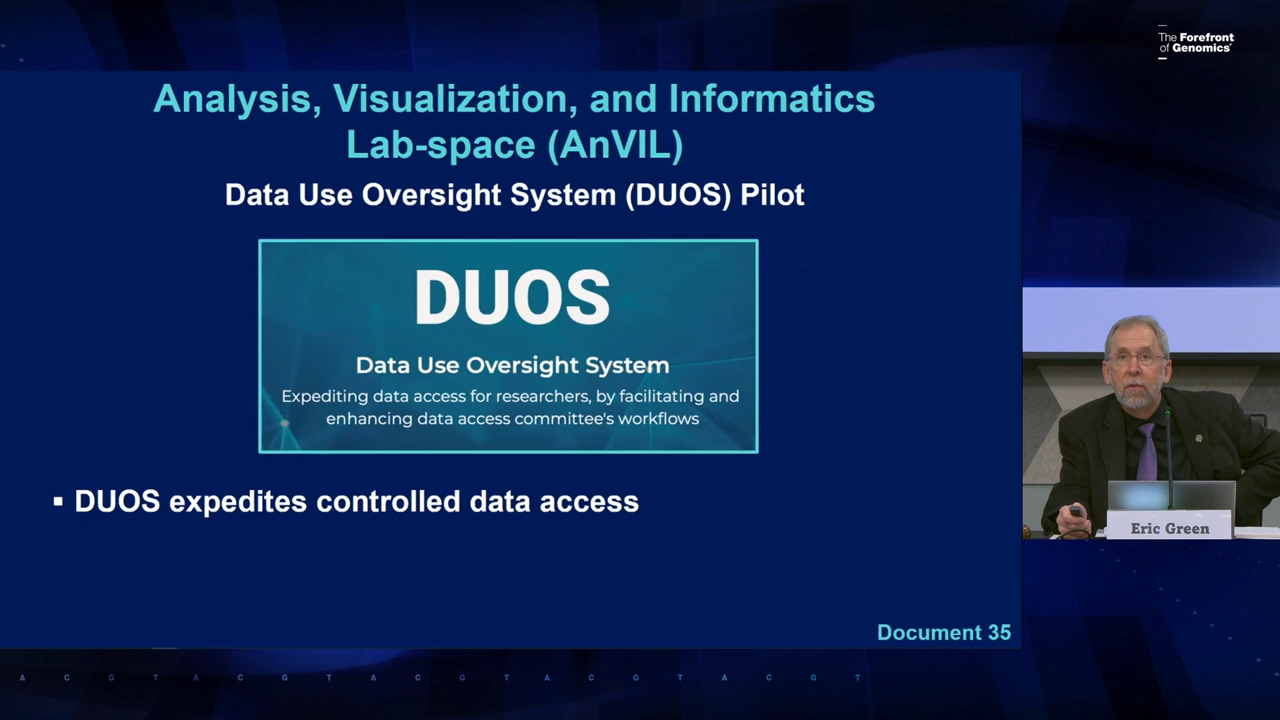 The Forefront
of Genomics®
Analysis, Visualization, and Informatics
Lab-space (AnVIL)
Data Use Oversight System (DUOS) Pilot
DUOS
Data Use Oversight System
Expediting data access for researchers, by facilitating and
enhancing data access committee's workflows
▪ DUOS expedites controlled data access
Document 35
Eric Green
A C G T A C G T A C G T A C G T A C G T